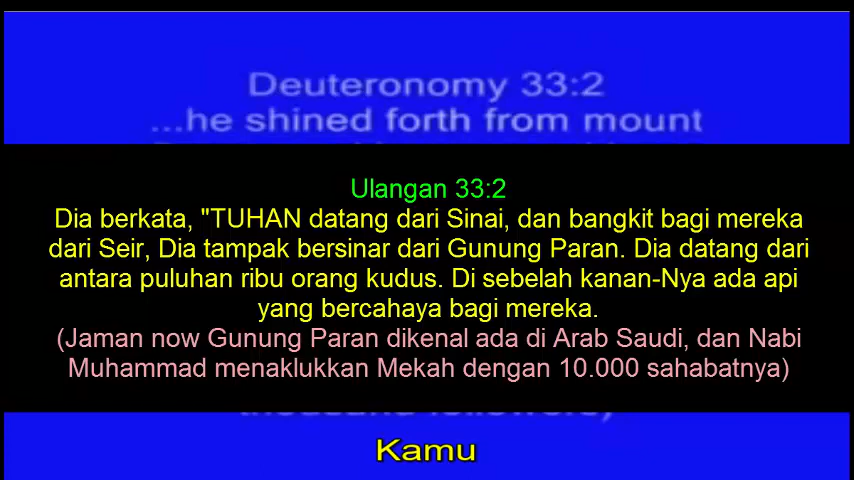 Deuteronomy 33:2
...he shined forth from mount
Ulangan 33:2
Dia berkata, "TUHAN datang dari Sinai, dan bangkit bagi mereka
dari Seir, Dia tampak bersinar dari Gunung Paran. Dia datang dari
antara puluhan ribu orang kudus. Di sebelah kanan-Nya ada api
yang bercahaya bagi mereka.
(Jaman now Gunung Paran dikenal ada di Arab Saudi, dan Nabi
Muhammad menaklukkan Mekah dengan 10.000 sahabatnya)
Kamu